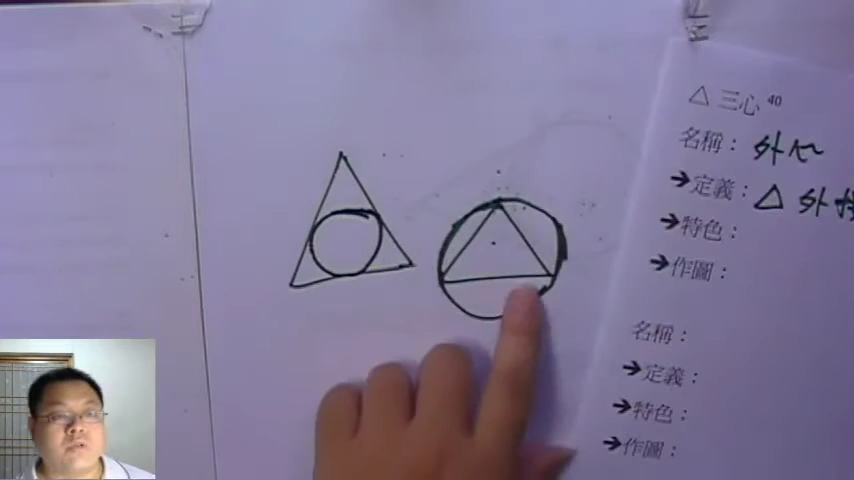 △ 三心 40
名稱：外心
➔定義：△ 外接
➔特色：
➔作圖：
名稱：
➔定義：
➔特色：
➔作圖：